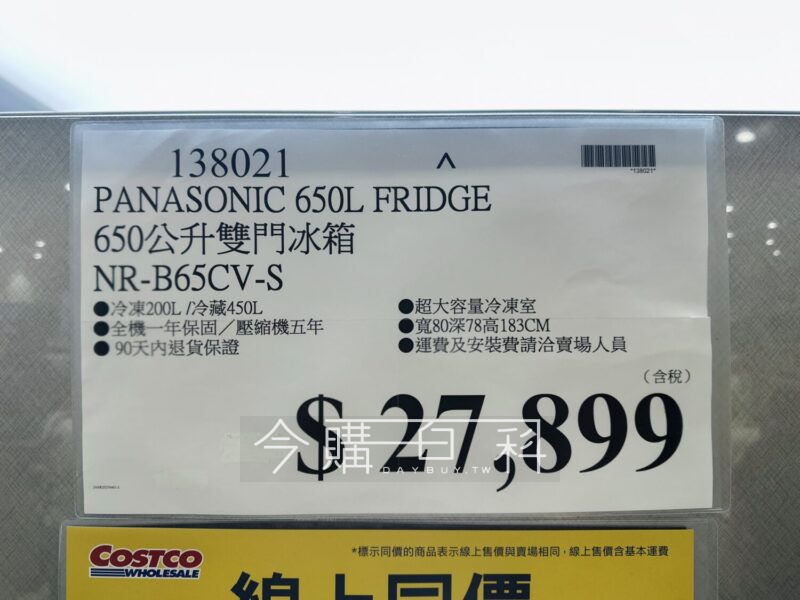 138021
^
*138021*
PANASONIC 650L FRIDGE
650公升雙門冰箱
NR-B65CV-S
●冷凍200L /冷藏450L
●全機一年保固／壓縮機五年
● 90天內退貨保證
●超大容量冷凍室
●寬80深78高183CM
●運費及安裝費請洽賣場人員
(含稅)
$ 27,899
今購百科
DAYBUY.TW
COSTCO
WHOLESALE
*標示同價的商品表示線上售價與賣場相同，線上售價含基本運費
線上同價